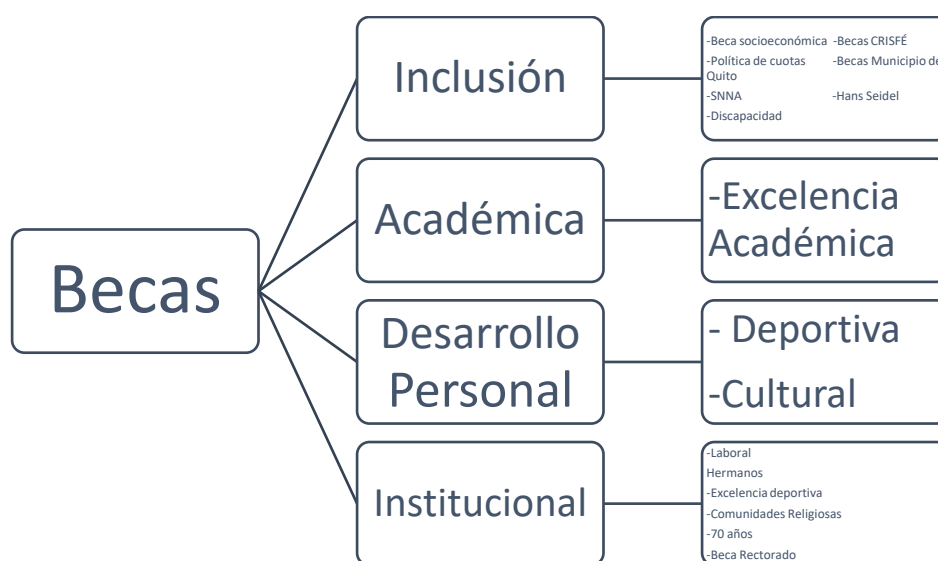 Becas
Inclusión
-Beca socioeconómica -Becas CRISFÉ
-Política de cuotas -Becas Municipio de
Quito
-SNNA -Hans Seidel
-Discapacidad
Académica
-Excelencia
Académica
Desarrollo
Personal
- Deportiva
-Cultural
Institucional
-Laboral
Hermanos
-Excelencia deportiva
-Comunidades Religiosas
-70 años
-Beca Rectorado